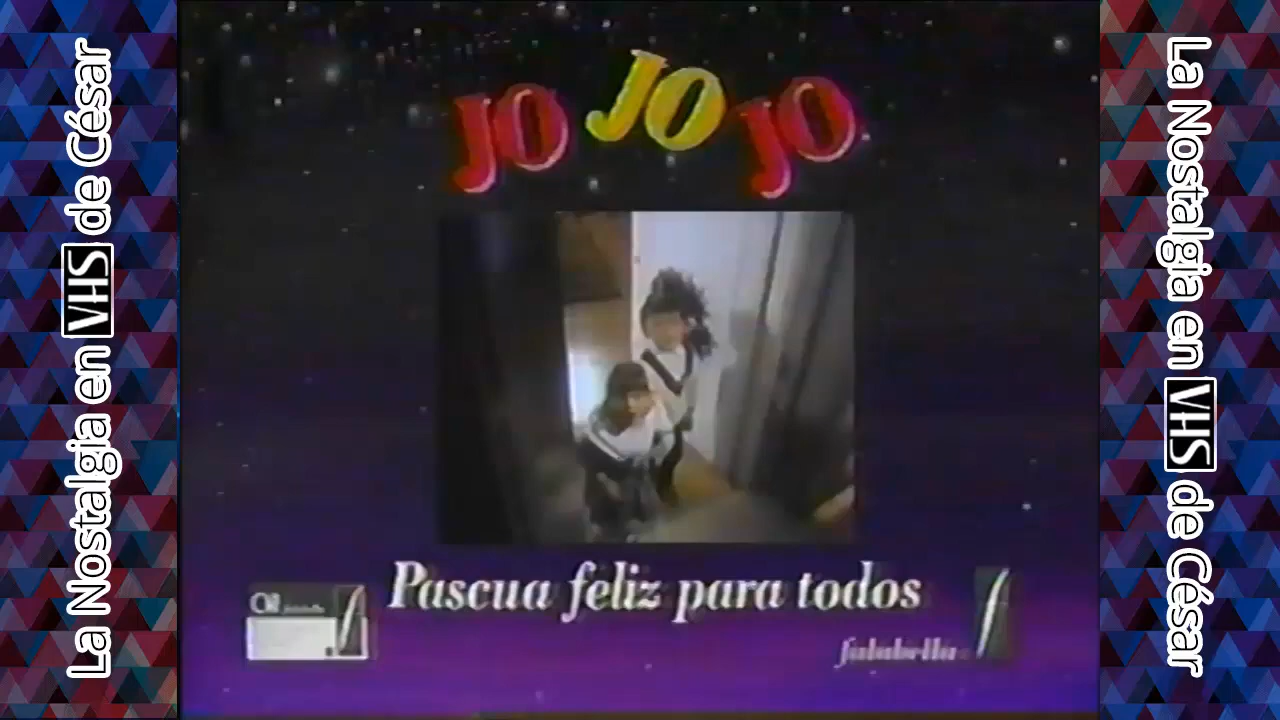 La Nostalgia en VHS de César
JO JO JO
Pascua feliz para todos
falabella
La Nostalgia en VHS de César